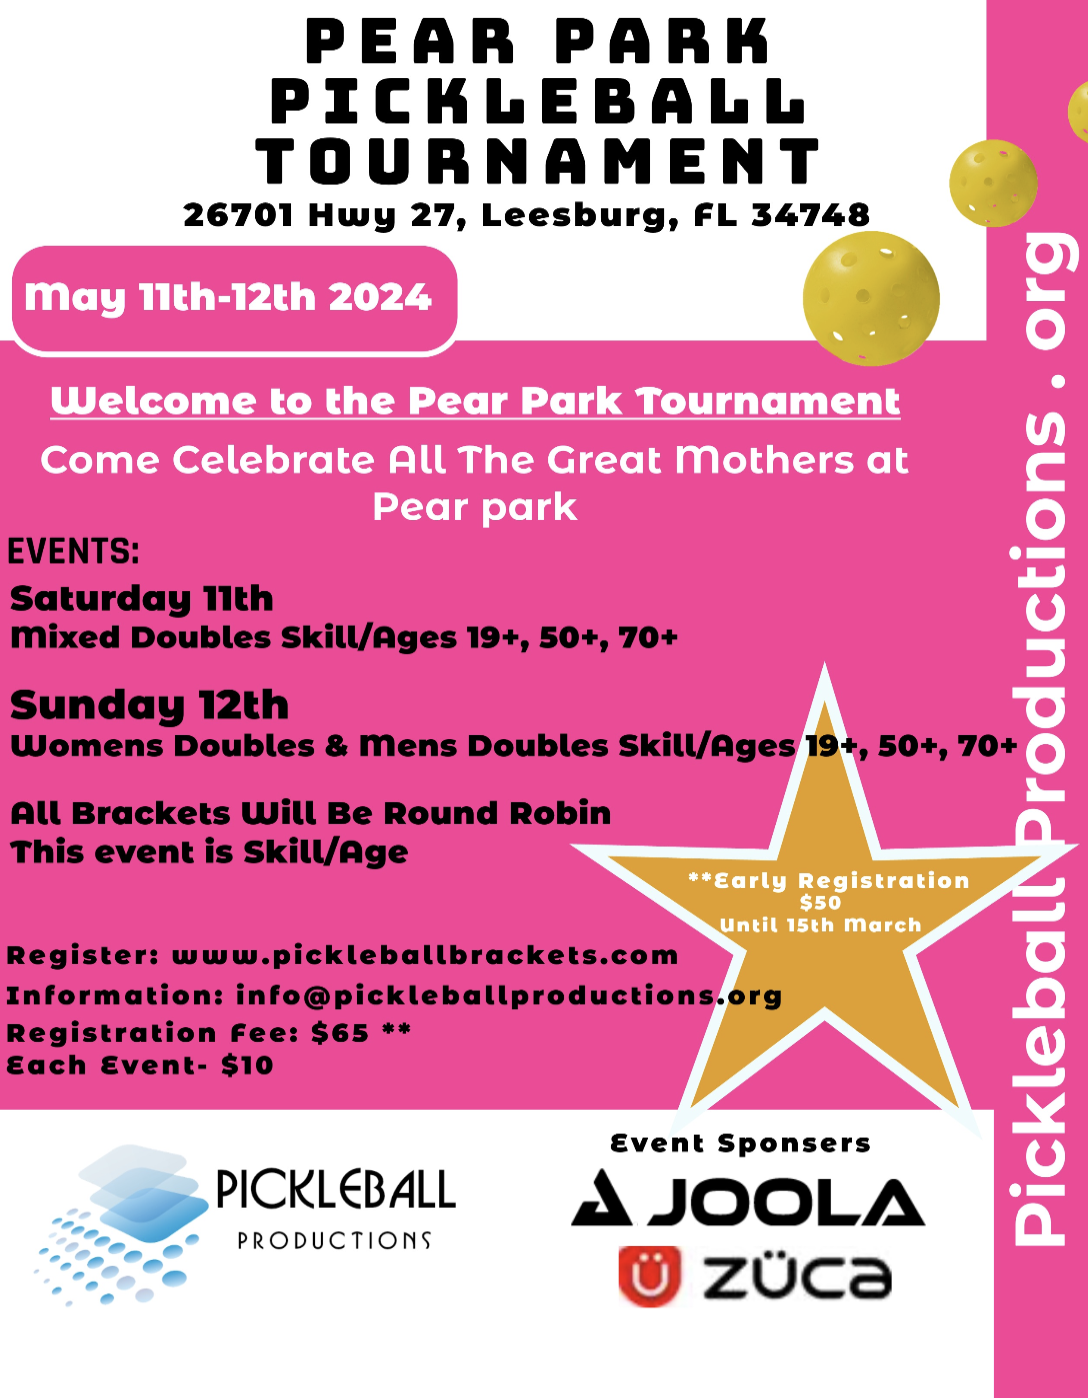 PEAR PARK
PICKLEBALL
TOURNAMENT
26701 Hwy 27, Leesburg, FL 34748
May 11th-12th 2024
Welcome to the Pear Park Tournament
Come Celebrate All The Great Mothers at
Pear park
EVENTS:
Saturday 11th
Mixed Doubles Skill/Ages 19+, 50+, 70+
Sunday 12th
Womens Doubles & Mens Doubles Skill/Ages 19+, 50+, 70+
All Brackets Will Be Round Robin
This event is Skill/Age
**Early Registration
$50
Until 15th March
Register: www.pickleballbrackets.com
Information: info@pickleballproductions.org
Registration Fee: $65 **
Each Event- $10
Pickleball Productions . org
PICKLEBALL
PRODUCTIONS
Event Sponsers
JOOLA
ZÜCA